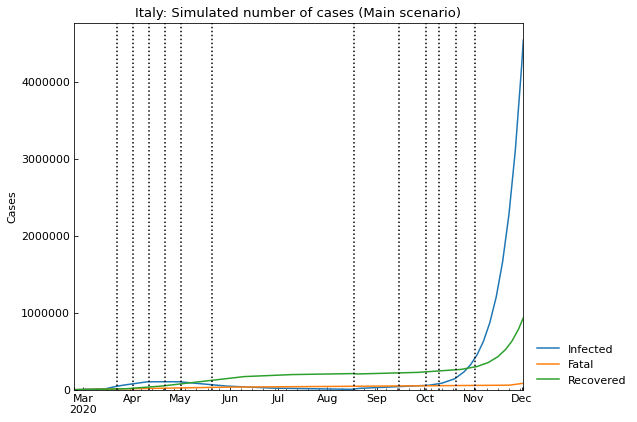 Italy: Simulated number of cases (Main scenario)
4000000
3000000
2000000
1000000
0
Cases
Mar Apr May Jun Jul Aug Sep Oct Nov Dec
2020
Infected
Fatal
Recovered